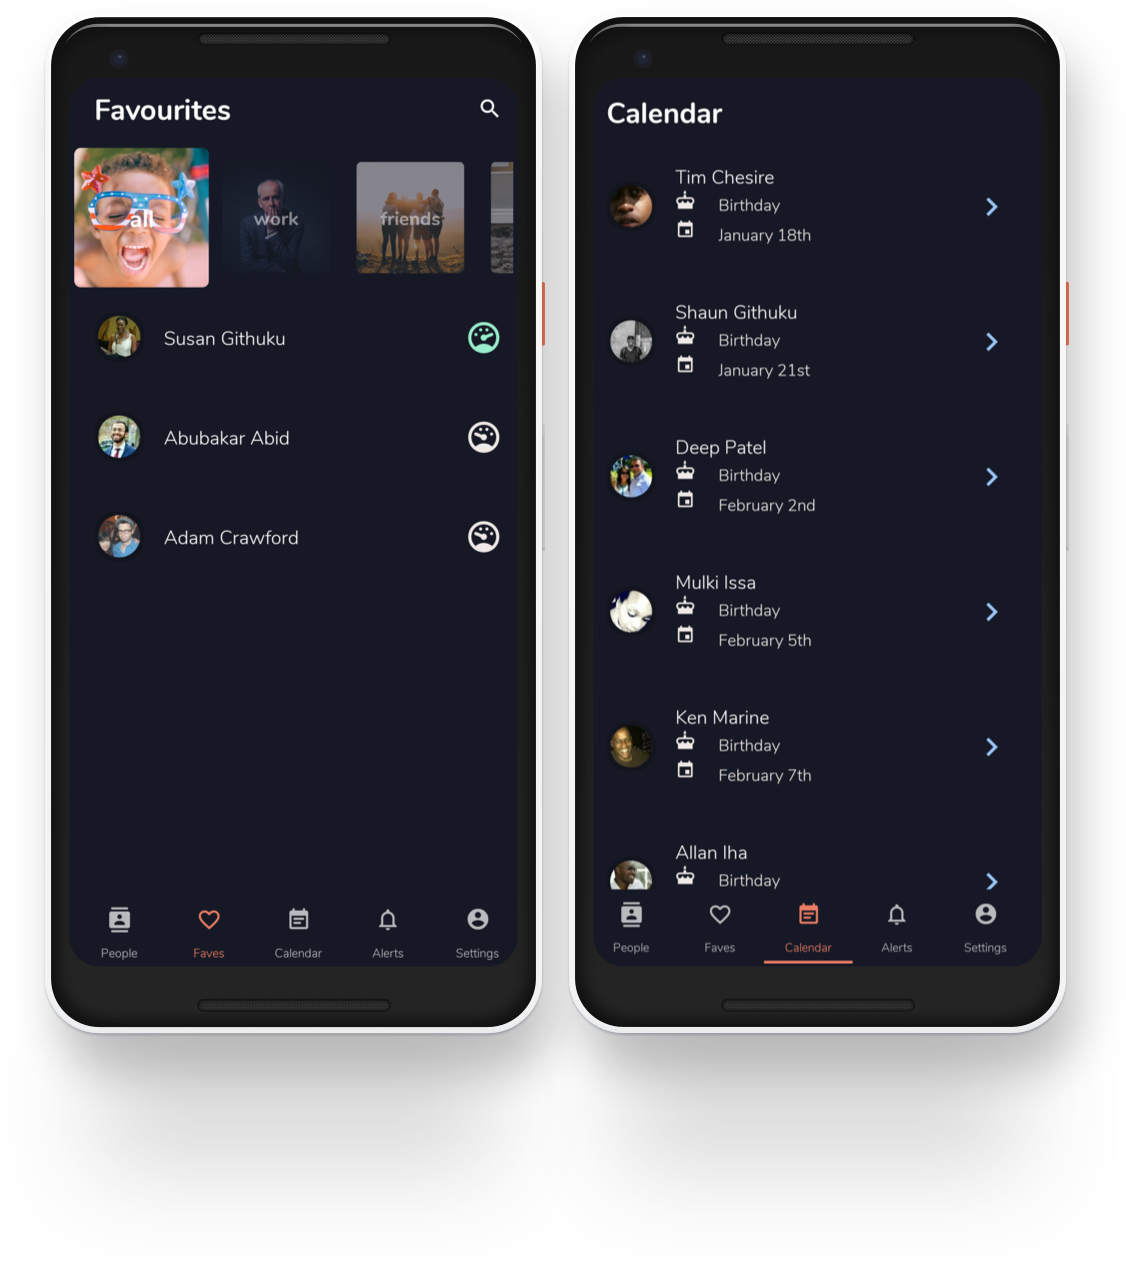 Favourites
all
work
friends
Susan Githuku
Abubakar Abid
Adam Crawford
People
Faves
Calendar
Alerts
Settings
Calendar
Tim Chesire
Birthday
January 18th
Shaun Githuku
Birthday
January 21st
Deep Patel
Birthday
February 2nd
Mulki Issa
Birthday
February 5th
Ken Marine
Birthday
February 7th
Allan Iha
Birthday
People
Faves
Calendar
Alerts
Settings